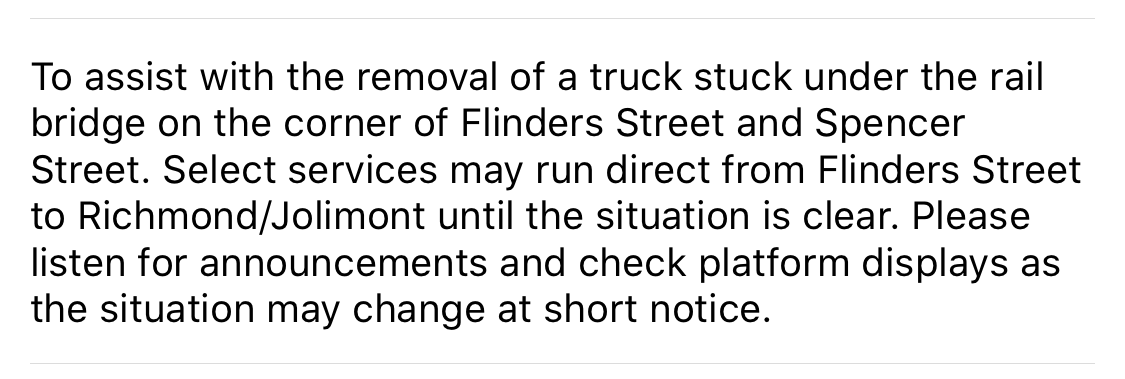 To assist with the removal of a truck stuck under the rail
bridge on the corner of Flinders Street and Spencer
Street. Select services may run direct from Flinders Street
to Richmond/Jolimont until the situation is clear. Please
listen for announcements and check platform displays as
the situation may change at short notice.